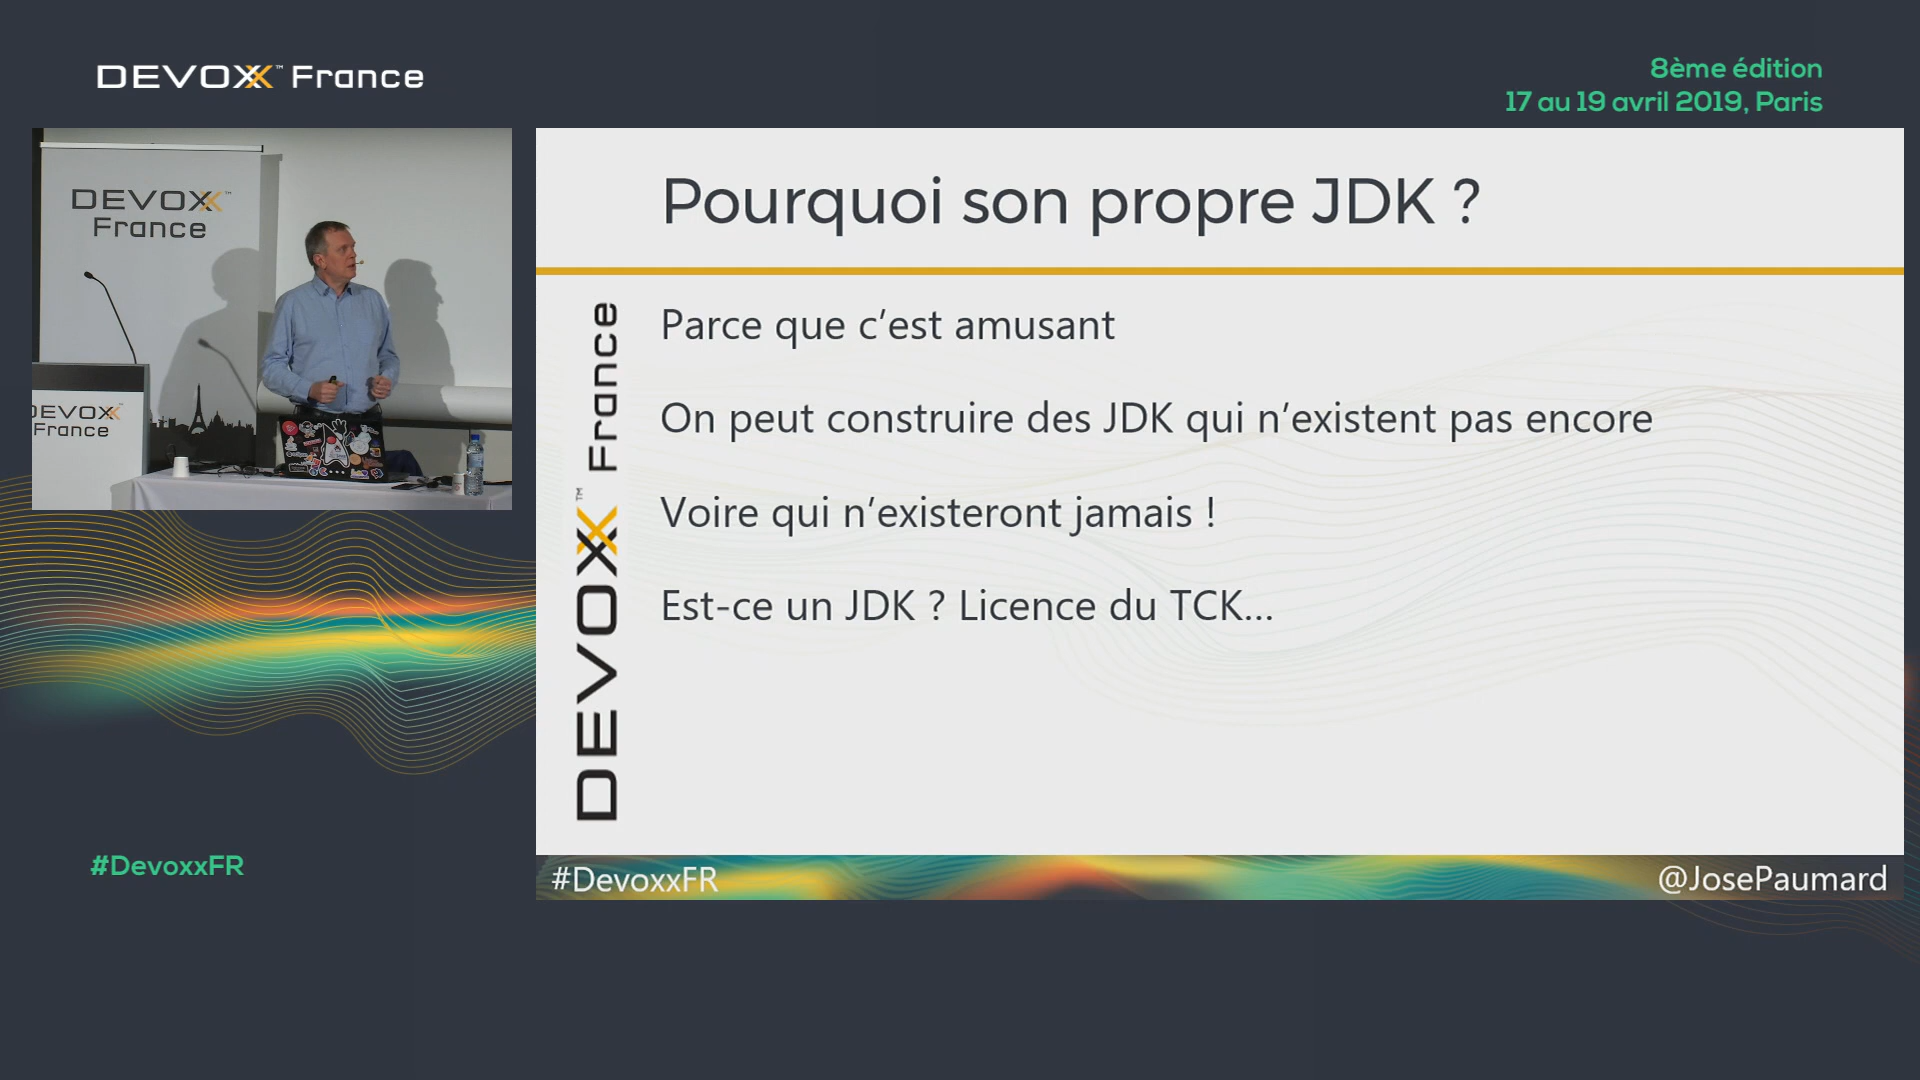 DEVOXX™ France
8ème édition
17 au 19 avril 2019, Paris
DEVOXX™
France
DEVOXX™
France
Pourquoi son propre JDK ?
DEVOXX™ France
Parce que c’est amusant
On peut construire des JDK qui n’existent pas encore
Voire qui n’existeront jamais !
Est-ce un JDK ? Licence du TCK…
#DevoxxFR
#DevoxxFR
@JosePaumard